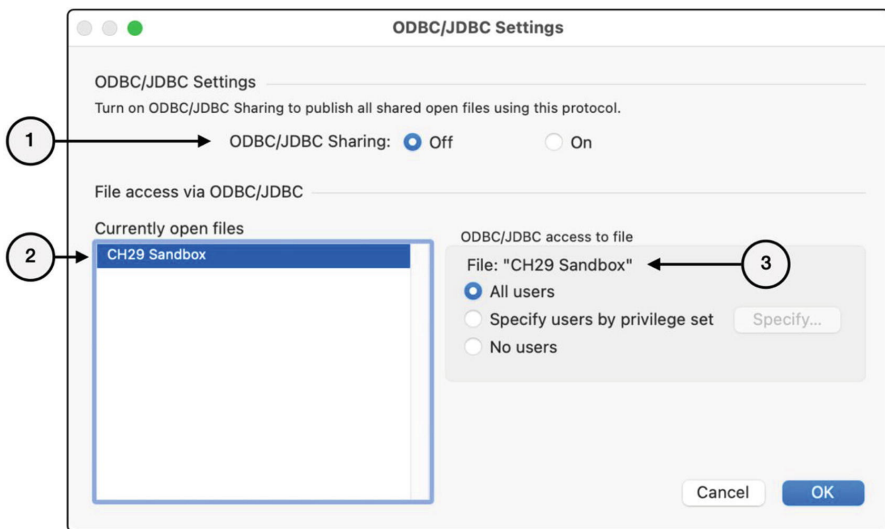 ODBC/JDBC Settings
ODBC/JDBC Settings
Turn on ODBC/JDBC Sharing to publish all shared open files using this protocol.
1
ODBC/JDBC Sharing: Off On
File access via ODBC/JDBC
Currently open files
ODBC/JDBC access to file
2
CH29 Sandbox
File: "CH29 Sandbox"
3
All users
Specify users by privilege set Specify...
No users
Cancel OK